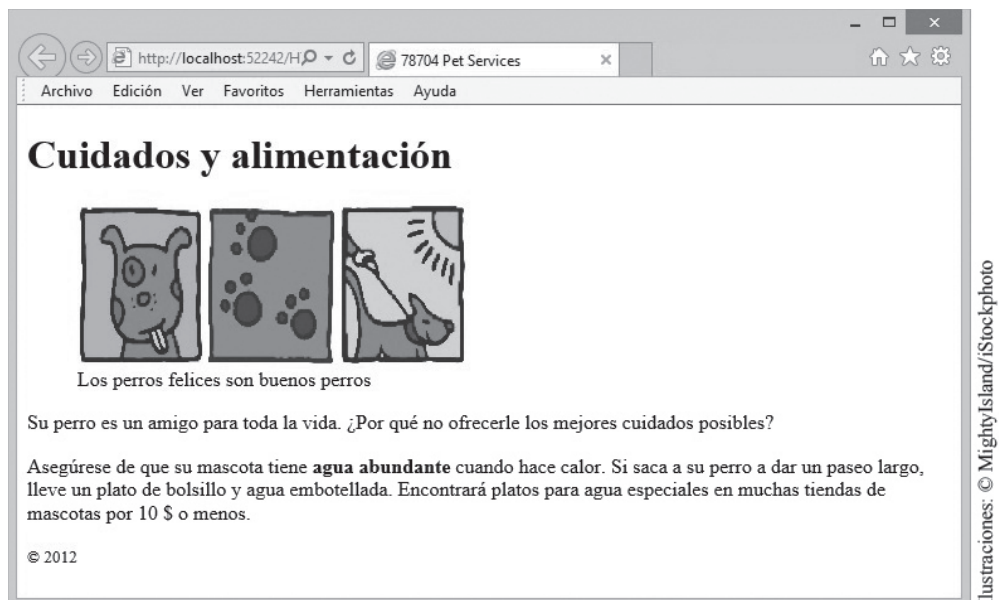 http://localhost:52242/H
78704 Pet Services
Archivo Edición Ver Favoritos Herramientas Ayuda
Cuidados y alimentación
Los perros felices son buenos perros
Su perro es un amigo para toda la vida. ¿Por qué no ofrecerle los mejores cuidados posibles?
Asegúrese de que su mascota tiene agua abundante cuando hace calor. Si saca a su perro a dar un paseo largo,
lleve un plato de bolsillo y agua embotellada. Encontrará platos para agua especiales en muchas tiendas de
mascotas por 10 $ o menos.
© 2012
lustraciones: © MightyIsland/iStockphoto